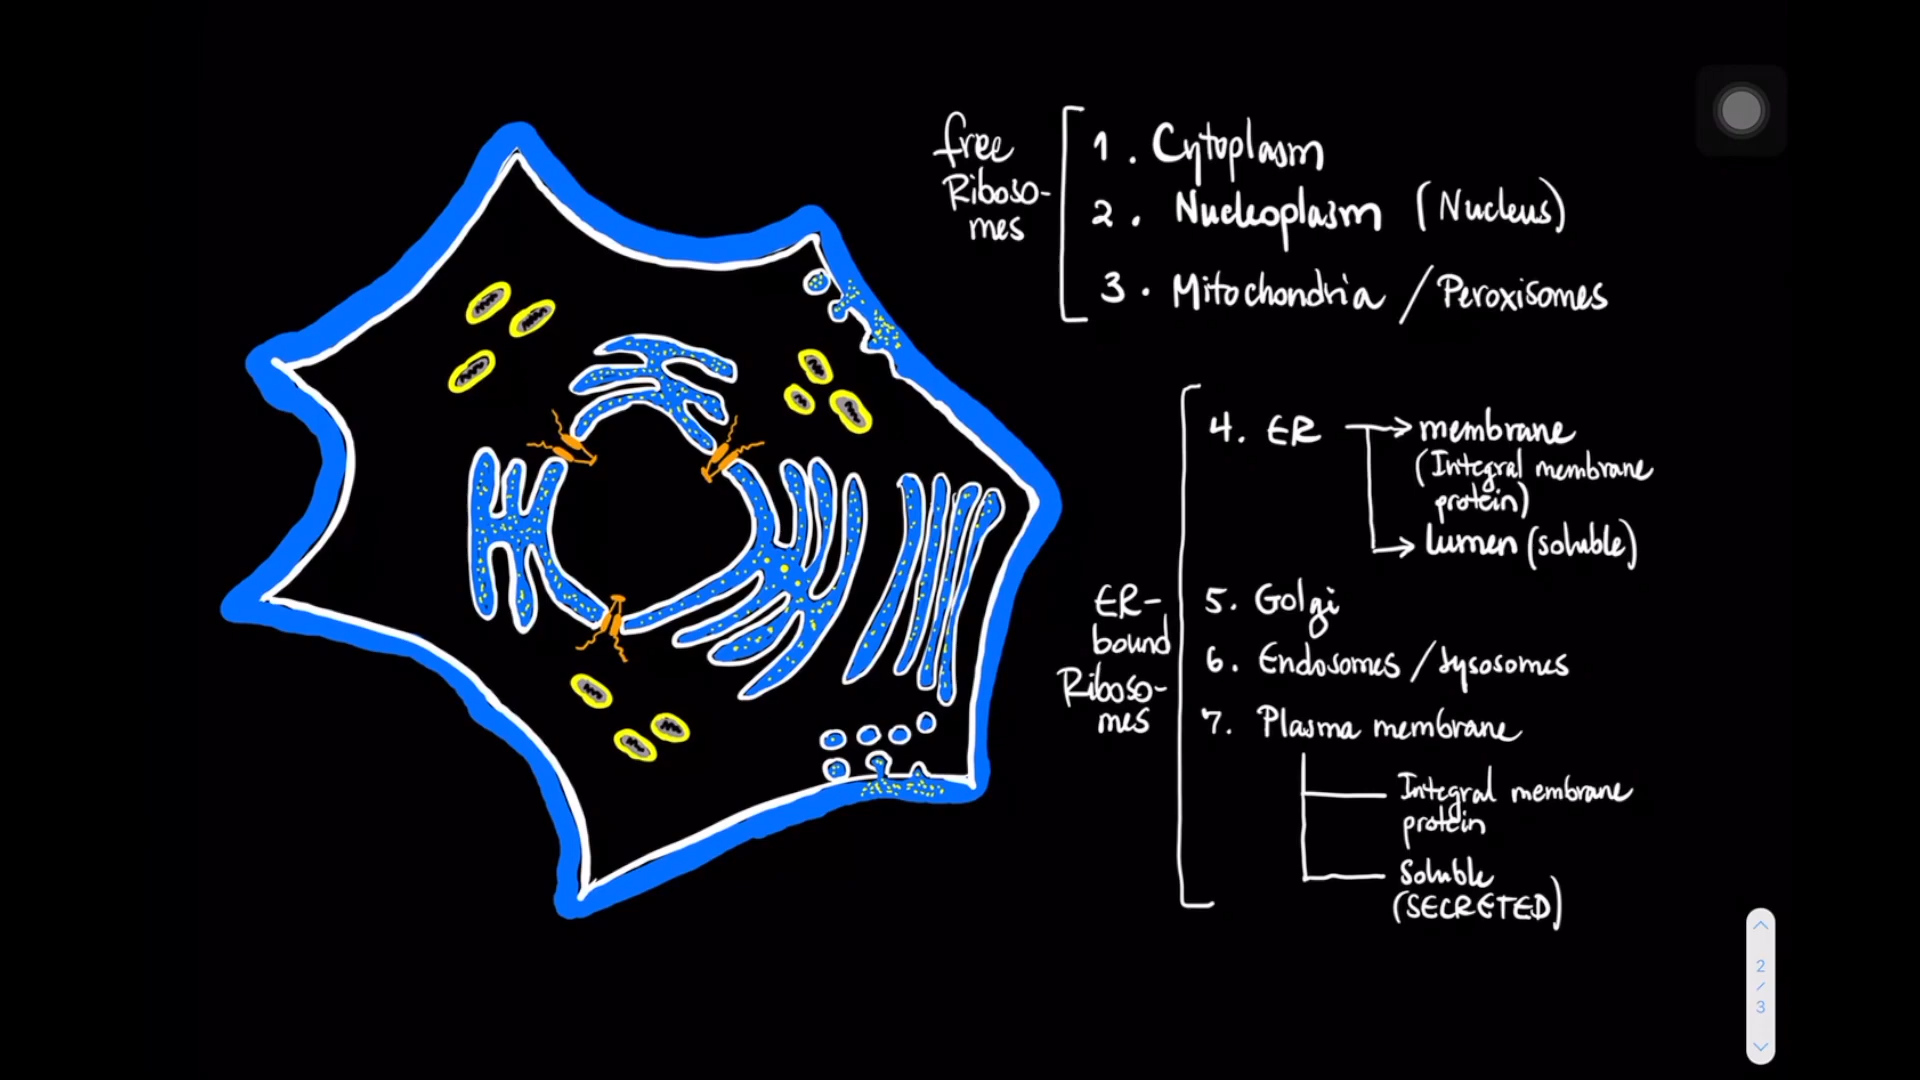 free
Riboso-
mes
1. Cytoplasm
2. Nucleoplasm (Nucleus)
3. Mitochondria / Peroxisomes
ER-
bound
Riboso-
mes
4. ER → membrane
(Integral membrane
protein)
→ lumen (soluble)
5. Golgi
6. Endosomes / Lysosomes
7. Plasma membrane
Integral membrane
protein
Soluble
(SECRETED)
2
/
3